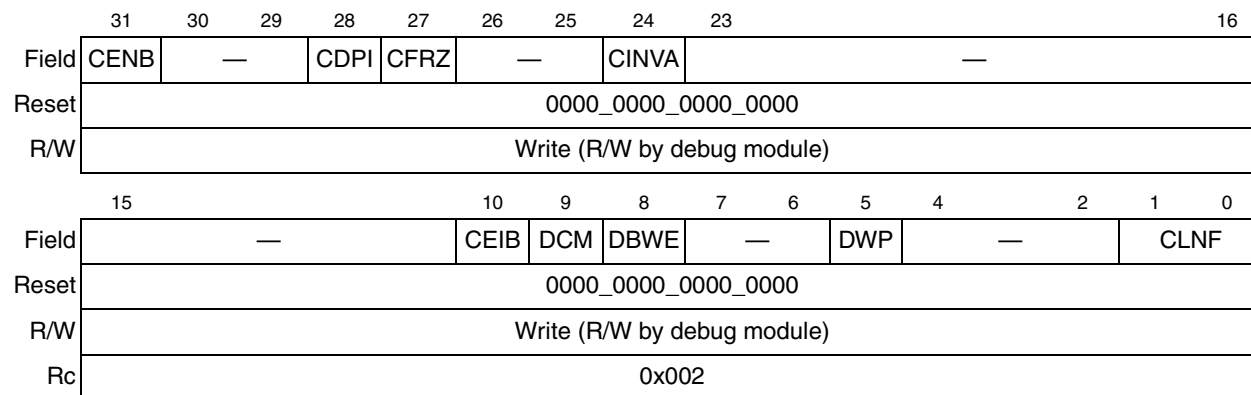 31 30 29 28 27 26 25 24 23 16
Field CENB — CDPI CFRZ — CINVA —
Reset 0000_0000_0000_0000
R/W Write (R/W by debug module)
15 10 9 8 7 6 5 4 2 1 0
Field — CEIB DCM DBWE — DWP — CLNF
Reset 0000_0000_0000_0000
R/W Write (R/W by debug module)
Rc 0x002